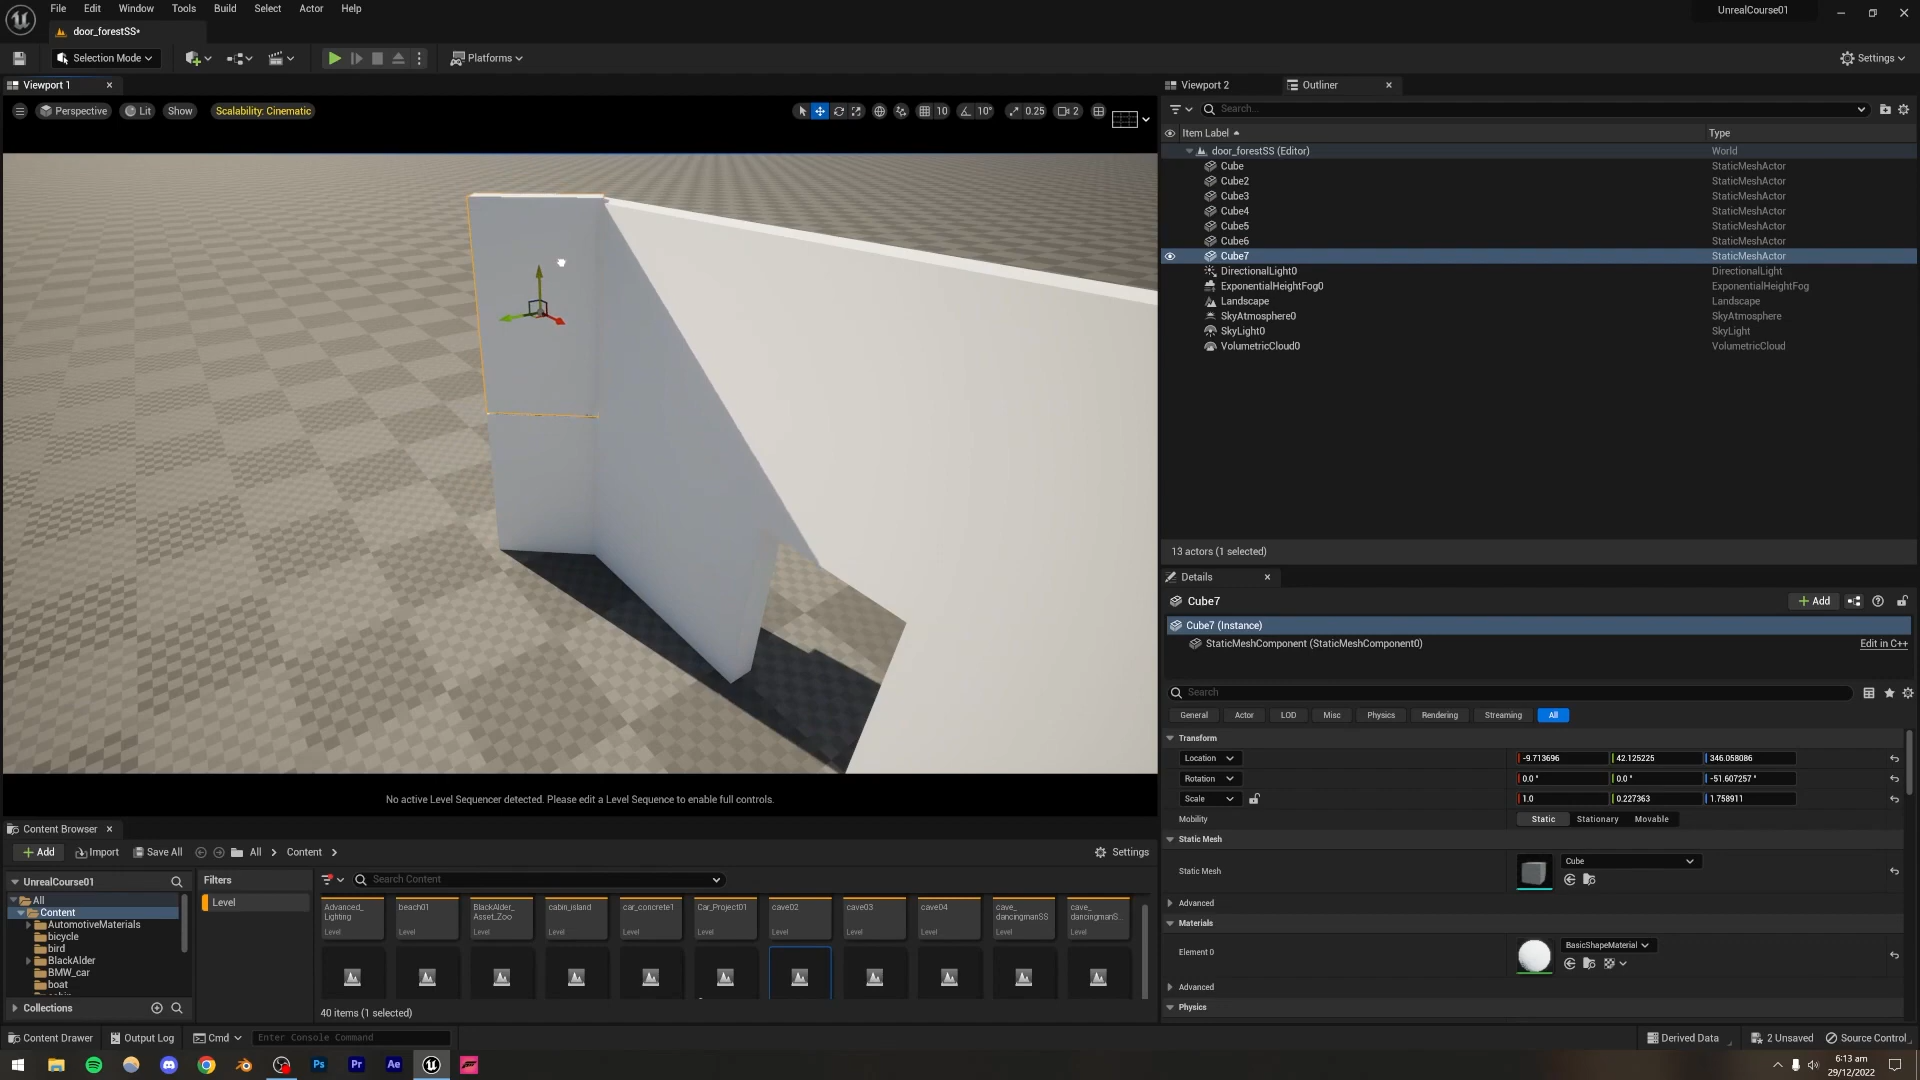 File Edit Window Tools Build Select Actor Help
UnrealCourse01
door_forestSS*
Selection Mode
Platforms
Settings
Viewport 1
Viewport 2
Outliner
Perspective
Lit
Show
Scalability: Cinematic
10
10°
0.25
2
Search...
Item Label
Type
door_forestSS (Editor) World
Cube StaticMeshActor
Cube2 StaticMeshActor
Cube3 StaticMeshActor
Cube4 StaticMeshActor
Cube5 StaticMeshActor
Cube6 StaticMeshActor
Cube7 StaticMeshActor
DirectionalLight0 DirectionalLight
ExponentialHeightFog0 ExponentialHeightFog
Landscape Landscape
SkyAtmosphere0 SkyAtmosphere
SkyLight0 SkyLight
VolumetricCloud0 VolumetricCloud
13 actors (1 selected)
Details
Cube7
Add
Cube7 (Instance)
StaticMeshComponent (StaticMeshComponent0)
Edit in C++
Search
General Actor LOD Misc Physics Rendering Streaming All
Transform
Location -9.713696 42.125225 346.058086
Rotation 0.0° 0.0° -51.607257°
Scale 1.0 0.227363 1.758911
Mobility Static Stationary Movable
Static Mesh
Static Mesh Cube
Advanced
Materials
Element 0 BasicShapeMaterial
Advanced
Physics
No active Level Sequencer detected. Please edit a Level Sequence to enable full controls.
Content Browser
Add Import Save All All Content
Settings
UnrealCourse01
All
Content
AutomotiveMaterials
bicycle
bird
BlackAlder
BMW_car
boat
Collections
Filters
Level
Search Content
Advanced_Lighting Level
beach01 Level
BlackAlder_Asset_Zoo Level
cabin_island Level
car_concrete1 Level
Car_Project01 Level
cave02 Level
cave03 Level
cave04 Level
cave_dancingmanSS Level
cave_dancingmanS... Level
40 items (1 selected)
Content Drawer
Output Log
Cmd
Enter Console Command
Derived Data
2 Unsaved
Source Control
Ps
Pr
Ae
6:13 am
29/12/2022